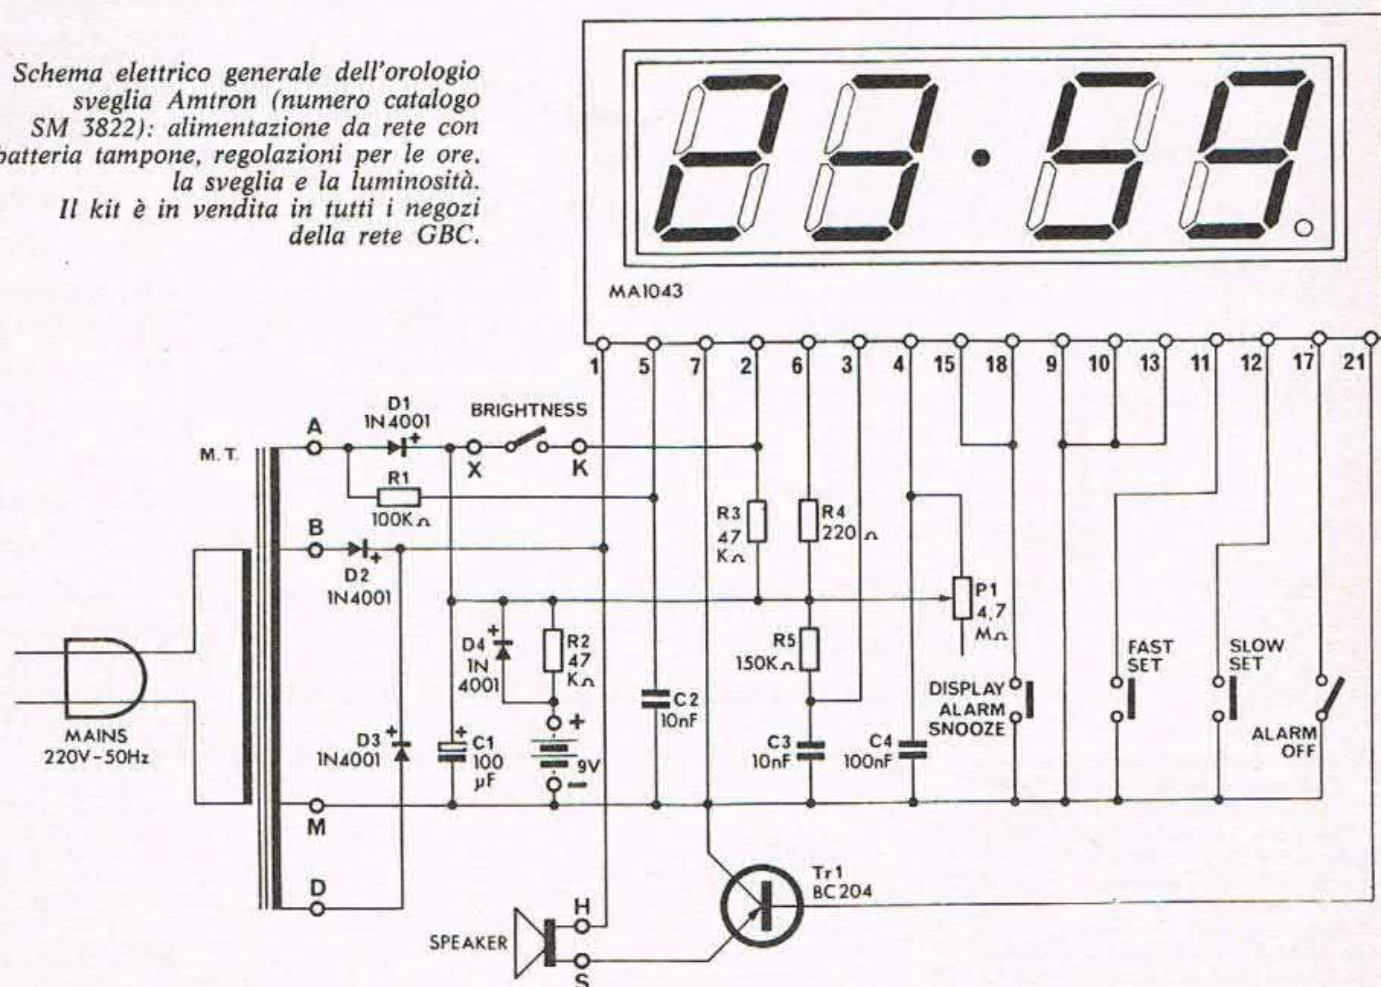 Schema elettrico generale dell'orologio
sveglia Amtron (numero catalogo
SM 3822): alimentazione da rete con
batteria tampone, regolazioni per le ore,
la sveglia e la luminosità.
Il kit è in vendita in tutti i negozi
della rete GBC.
23·59
MA1043
1 5 7 2 6 3 4 15 18 9 10 13 11 12 17 21
M.T.
A
D1
1N4001
+
BRIGHTNESS
X
K
R1
100KΩ
B
D2
1N4001
+
R3
47
KΩ
R4
220Ω
P1
4,7
MΩ
D4
+
1N
4001
R2
47
KΩ
R5
150KΩ
FAST
SET
SLOW
SET
DISPLAY
ALARM
SNOOZE
ALARM
OFF
C2
10nF
MAINS
220V-50Hz
D3
+
1N4001
+
C1
100
µF
+
9V
-
C3
10nF
C4
100nF
M
D
Tr1
BC204
SPEAKER
H
S